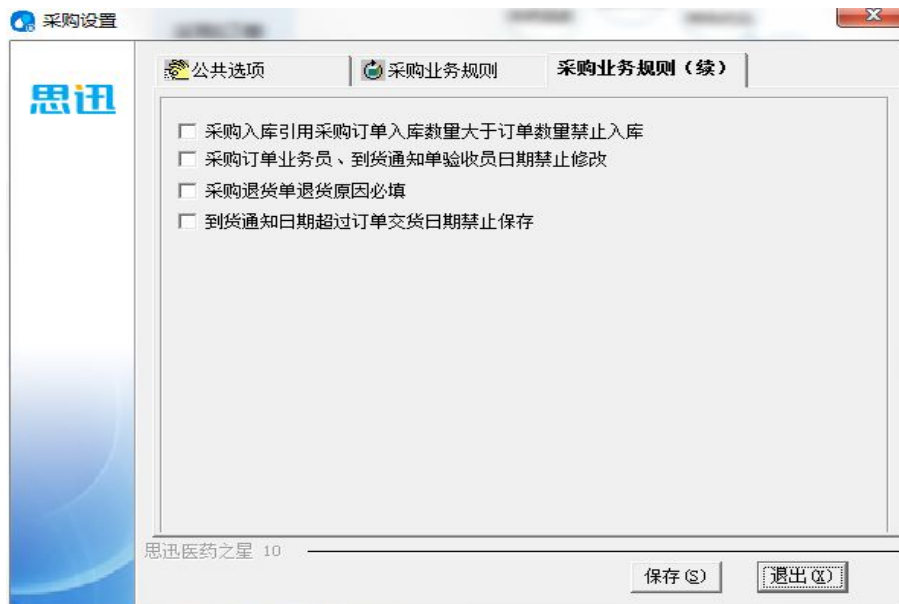 采购设置
思迅
公共选项
采购业务规则
采购业务规则（续）
采购入库引用采购订单入库数量大于订单数量禁止入库
采购订单业务员、到货通知单验收员日期禁止修改
采购退货单退货原因必填
到货通知日期超过订单交货日期禁止保存
思迅医药之星 10
保存(S)
退出(X)